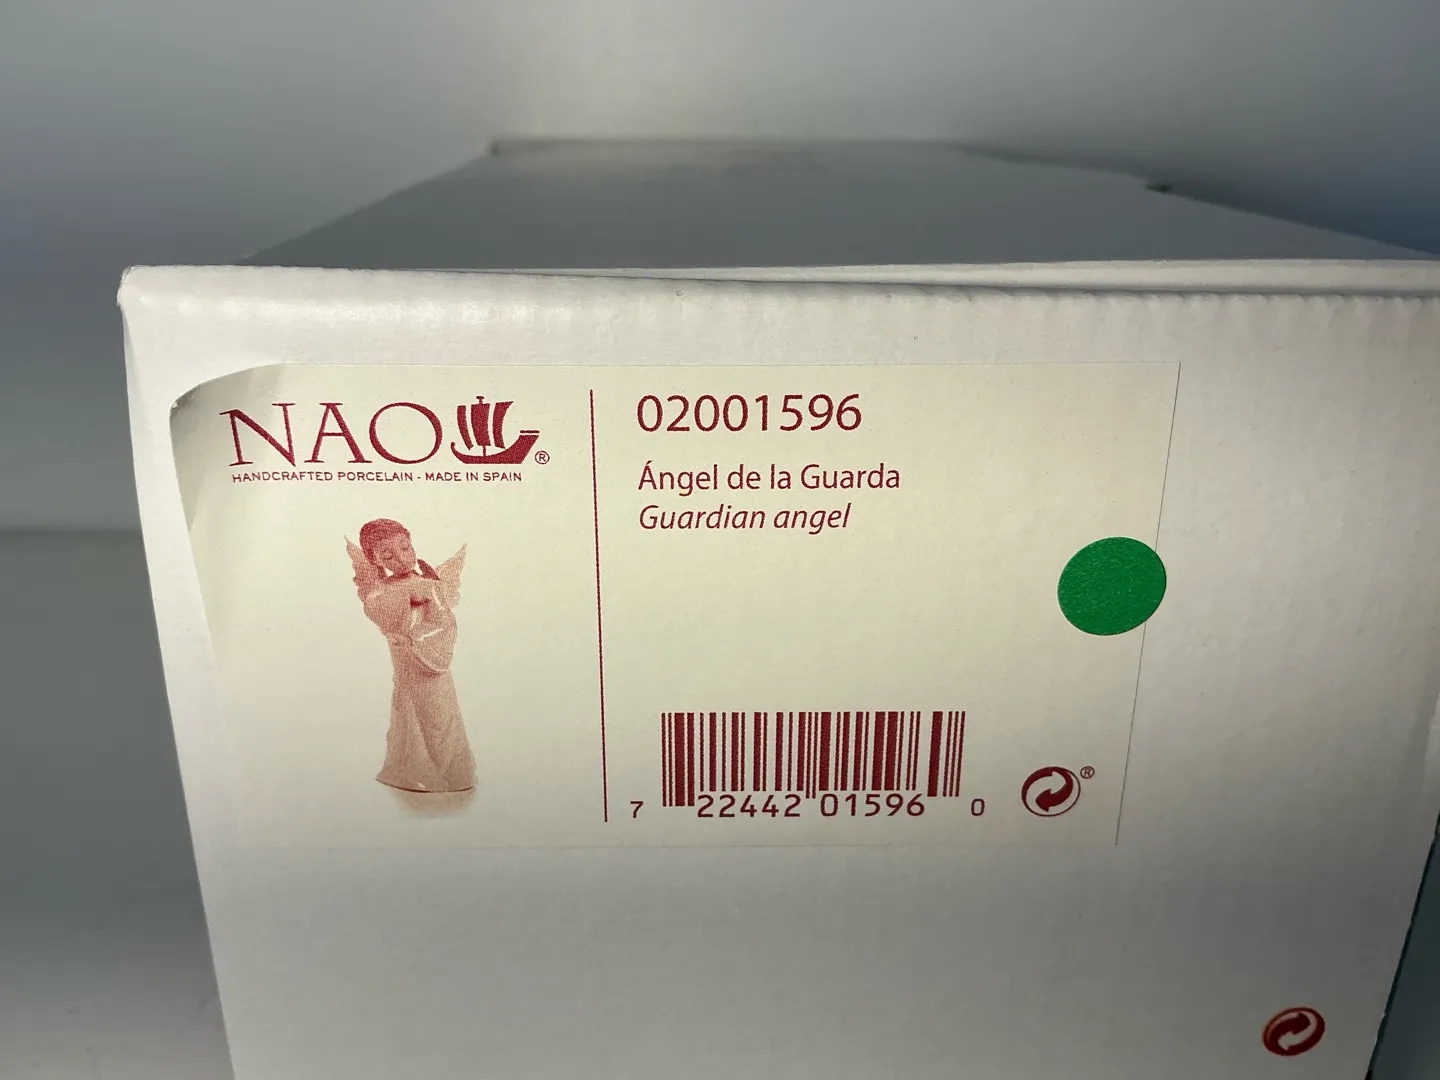 NAO®
HANDCRAFTED PORCELAIN - MADE IN SPAIN
02001596
Ángel de la Guarda
Guardian angel
7 22442 01596 0
®